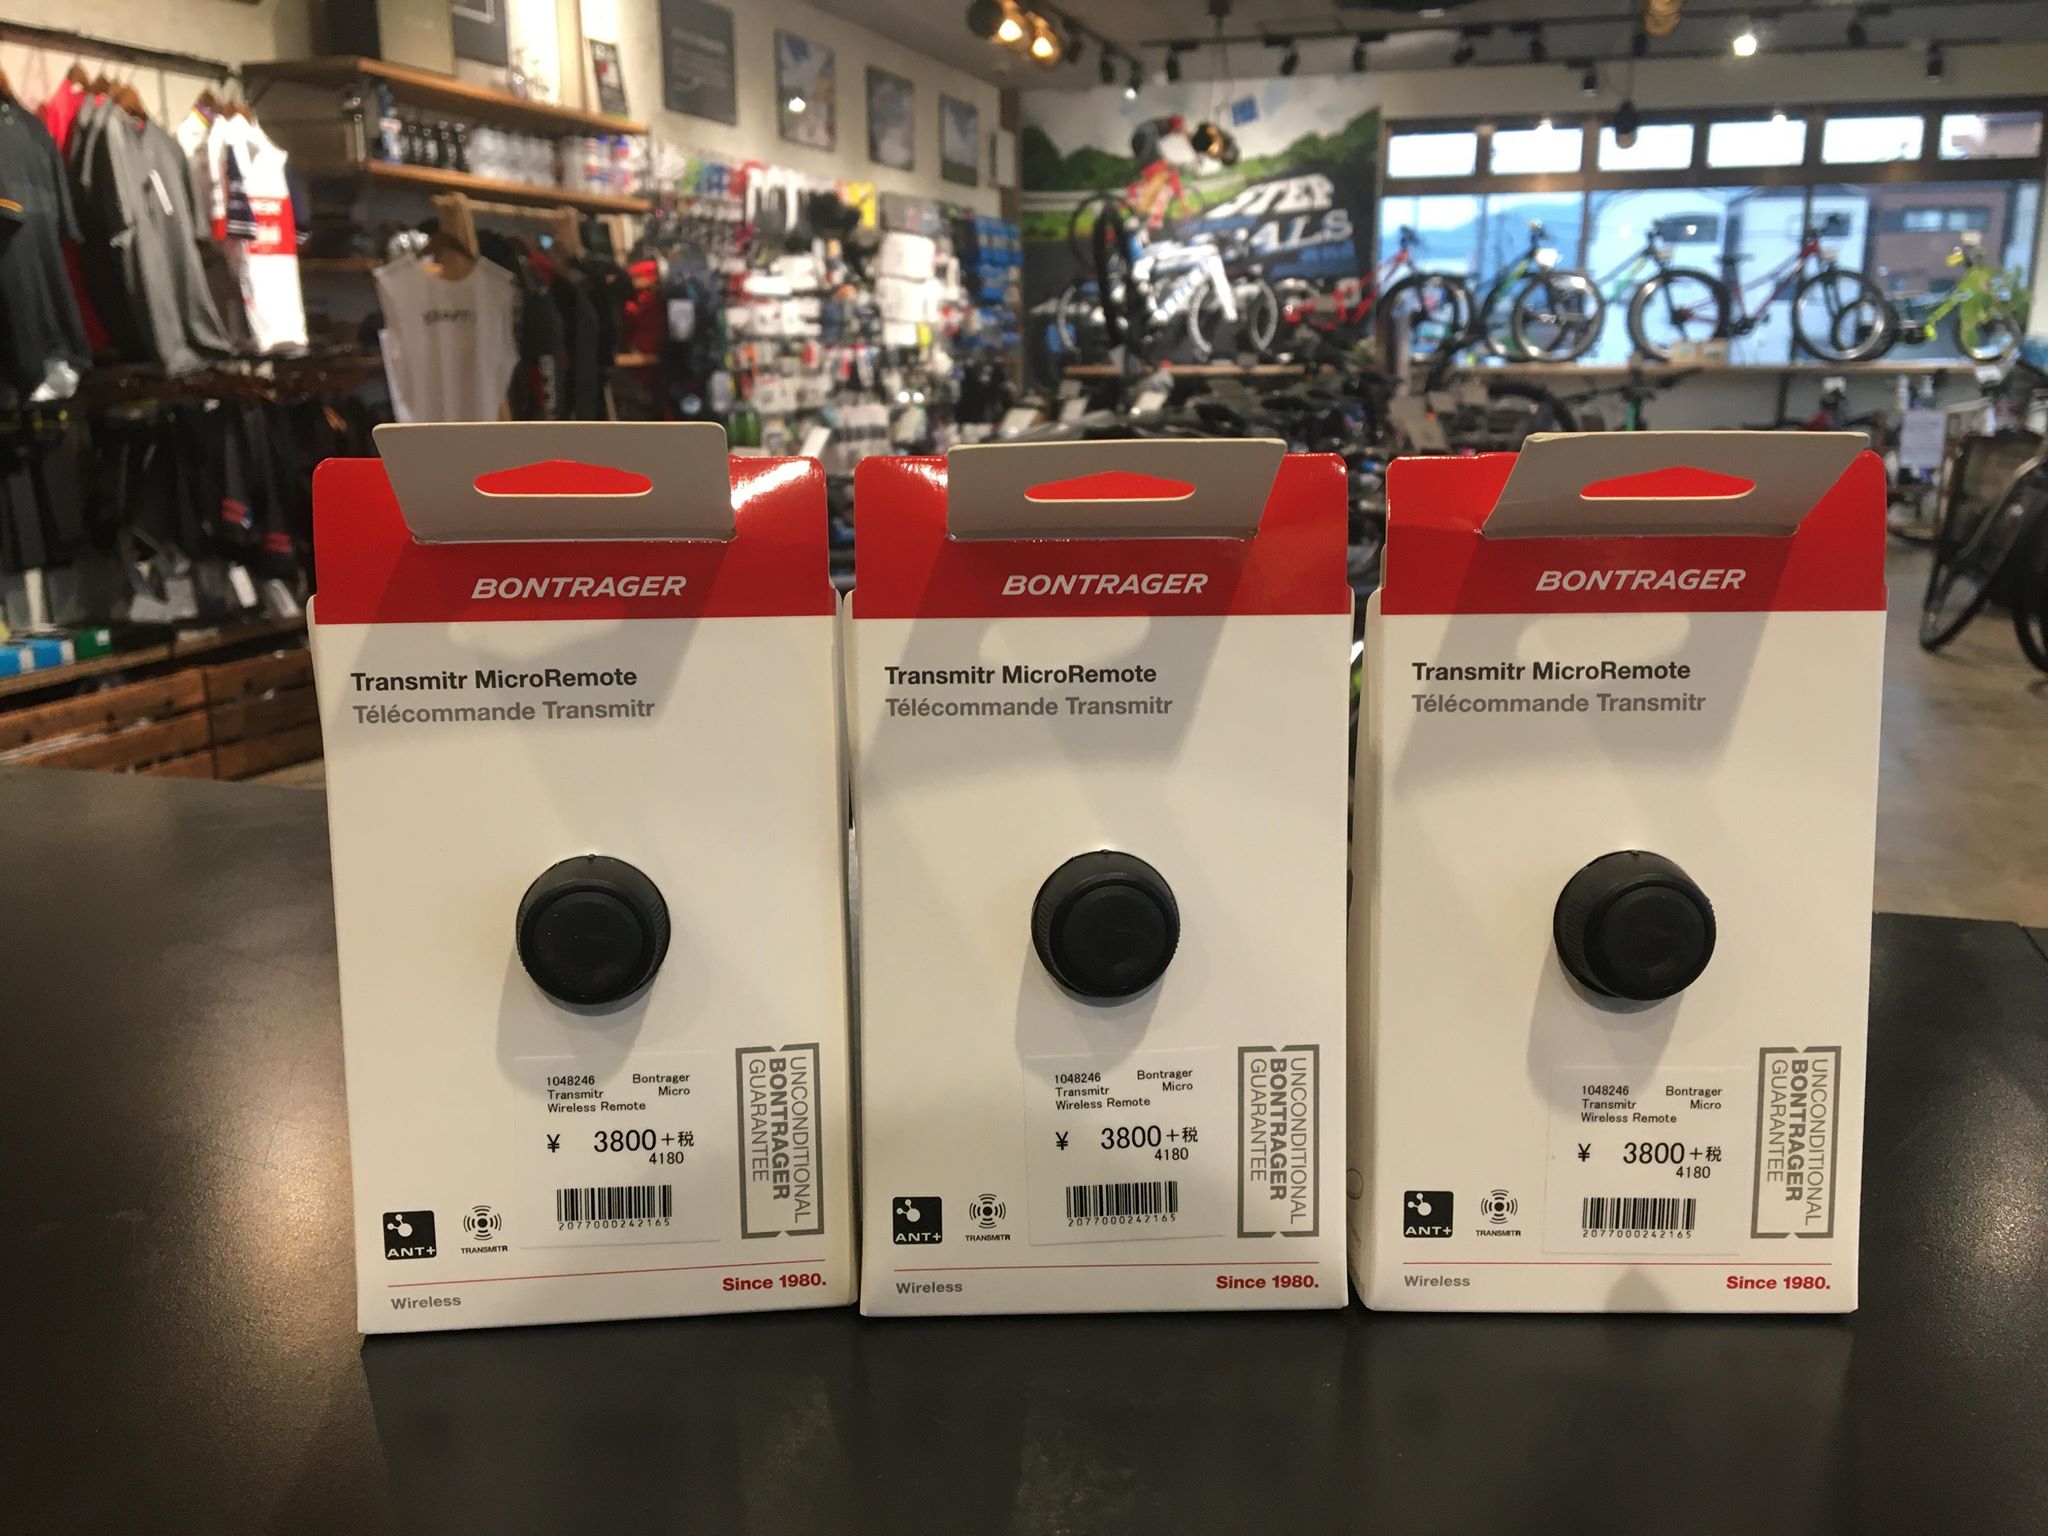 BONTRAGER
Transmitr MicroRemote
Télécommande Transmitr
1048246 Bontrager
Transmitr Micro
Wireless Remote
¥ 3800+税
4180
2077000242165
UNCONDITIONAL
BONTRAGER
GUARANTEE
ANT+
TRANSMITR
Wireless
Since 1980.
BONTRAGER
Transmitr MicroRemote
Télécommande Transmitr
1048246 Bontrager
Transmitr Micro
Wireless Remote
¥ 3800+税
4180
2077000242165
UNCONDITIONAL
BONTRAGER
GUARANTEE
ANT+
TRANSMITR
Wireless
Since 1980.
BONTRAGER
Transmitr MicroRemote
Télécommande Transmitr
1048246 Bontrager
Transmitr Micro
Wireless Remote
¥ 3800+税
4180
2077000242165
UNCONDITIONAL
BONTRAGER
GUARANTEE
ANT+
TRANSMITR
Wireless
Since 1980.